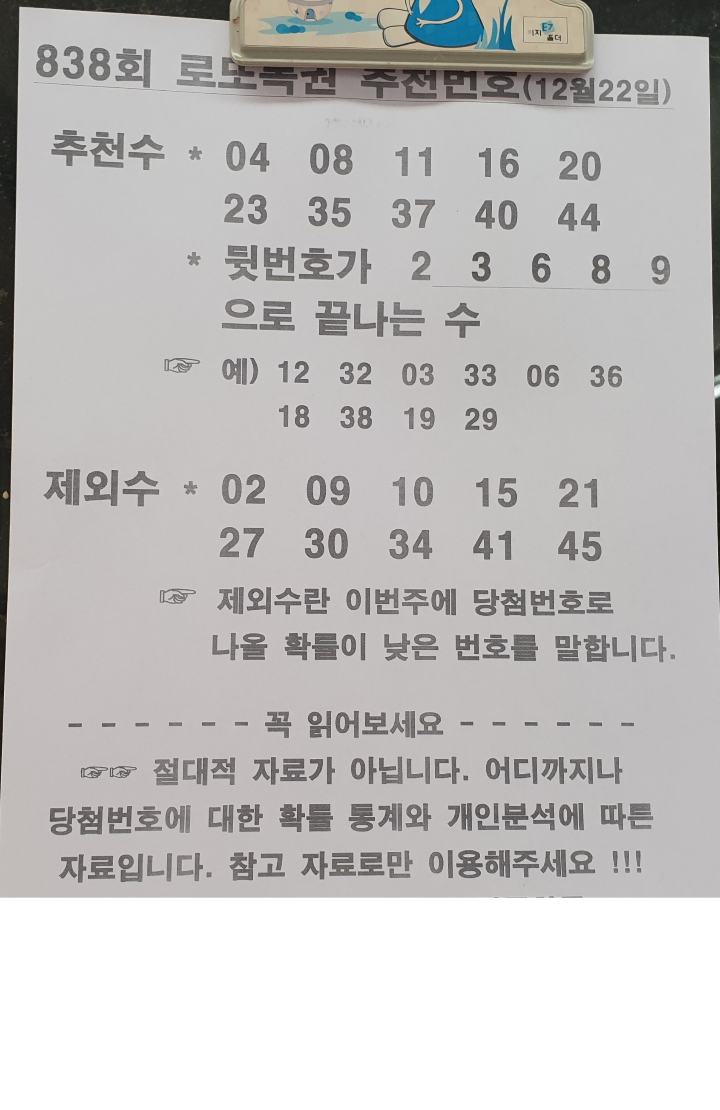 838회 로또복권 추천번호(12월22일)
추천수 * 04 08 11 16 20
23 35 37 40 44
* 뒷번호가 2 3 6 8 9
으로 끝나는 수
☞ 예) 12 32 03 33 06 36
18 38 19 29
제외수 * 02 09 10 15 21
27 30 34 41 45
☞ 제외수란 이번주에 당첨번호로
나올 확률이 낮은 번호를 말합니다.
- - - - - - 꼭 읽어보세요 - - - - - -
☞☞ 절대적 자료가 아닙니다. 어디까지나
당첨번호에 대한 확률 통계와 개인분석에 따른
자료입니다. 참고 자료로만 이용해주세요 !!!